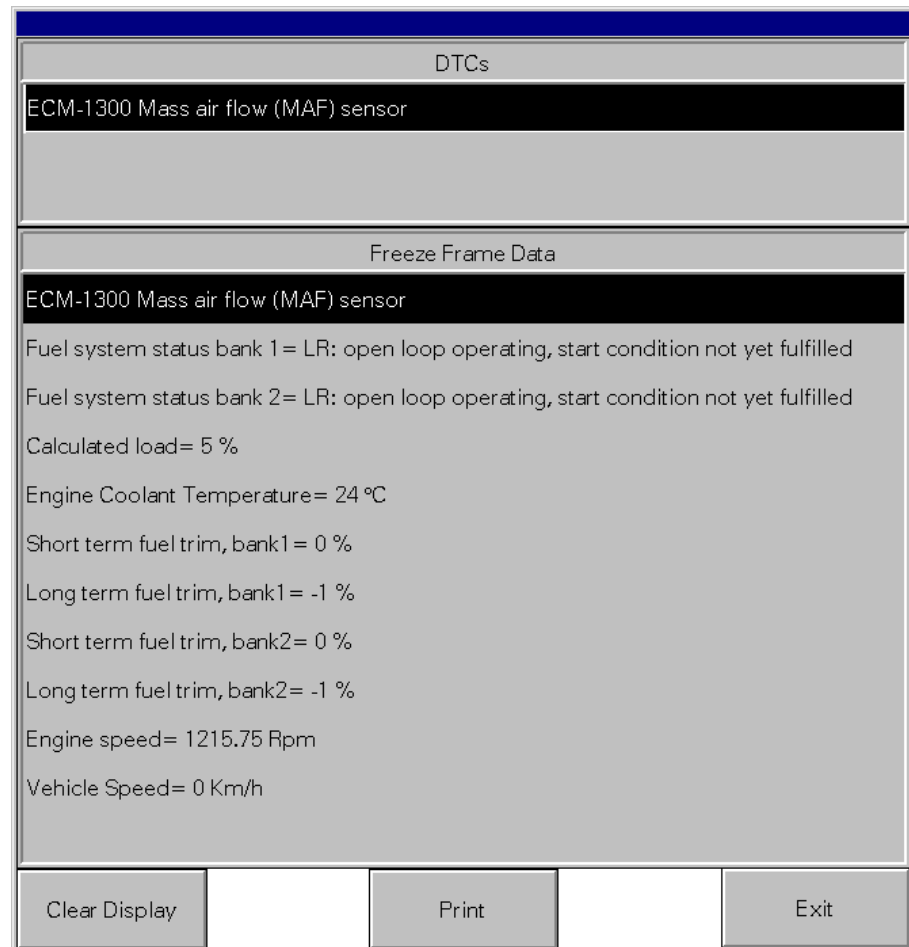 DTCs
ECM-1300 Mass air flow (MAF) sensor
Freeze Frame Data
ECM-1300 Mass air flow (MAF) sensor
Fuel system status bank 1= LR: open loop operating, start condition not yet fulfilled
Fuel system status bank 2= LR: open loop operating, start condition not yet fulfilled
Calculated load= 5 %
Engine Coolant Temperature= 24 ºC
Short term fuel trim, bank1= 0 %
Long term fuel trim, bank1= -1 %
Short term fuel trim, bank2= 0 %
Long term fuel trim, bank2= -1 %
Engine speed= 1215.75 Rpm
Vehicle Speed= 0 Km/h
Clear Display Print Exit